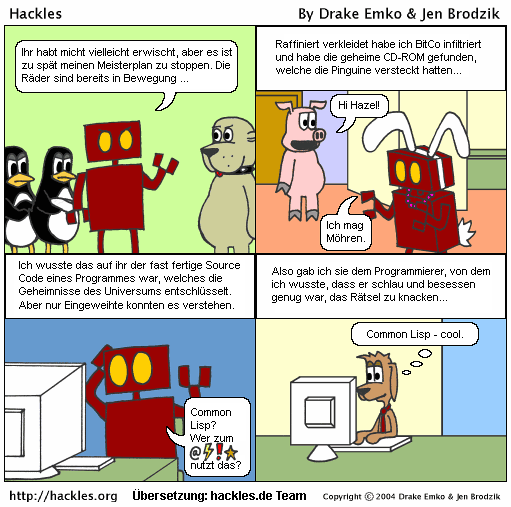 Hackles
By Drake Emko & Jen Brodzik
Ihr habt micht vielleicht erwischt, aber es ist
zu spät meinen Meisterplan zu stoppen. Die
Räder sind bereits in Bewegung ...
Raffiniert verkleidet habe ich BitCo infiltriert
und habe die geheime CD-ROM gefunden,
welche die Pinguine versteckt hatten...
Hi Hazel!
Ich mag
Möhren.
Ich wusste das auf ihr der fast fertige Source
Code eines Programmes war, welches die
Geheimnisse des Universums entschlüsselt.
Aber nur Eingeweihte konnten es verstehen.
Common
Lisp?
Wer zum
@⚡!★
nutzt das?
Also gab ich sie dem Programmierer, von dem
ich wusste, dass er schlau und besessen
genug war, das Rätsel zu knacken...
Common Lisp - cool.
http://hackles.org
Übersetzung: hackles.de Team
Copyright © 2004 Drake Emko & Jen Brodzik